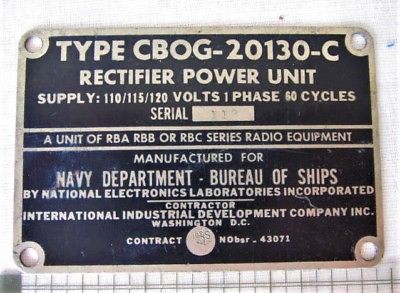 TYPE CBOG-20130-C
RECTIFIER POWER UNIT
SUPPLY: 110/115/120 VOLTS 1 PHASE 60 CYCLES
SERIAL
A UNIT OF RBA RBB OR RBC SERIES RADIO EQUIPMENT
MANUFACTURED FOR
NAVY DEPARTMENT - BUREAU OF SHIPS
BY NATIONAL ELECTRONICS LABORATORIES INCORPORATED
CONTRACTOR
INTERNATIONAL INDUSTRIAL DEVELOPMENT COMPANY INC.
WASHINGTON D.C.
CONTRACT NObsr - 43071